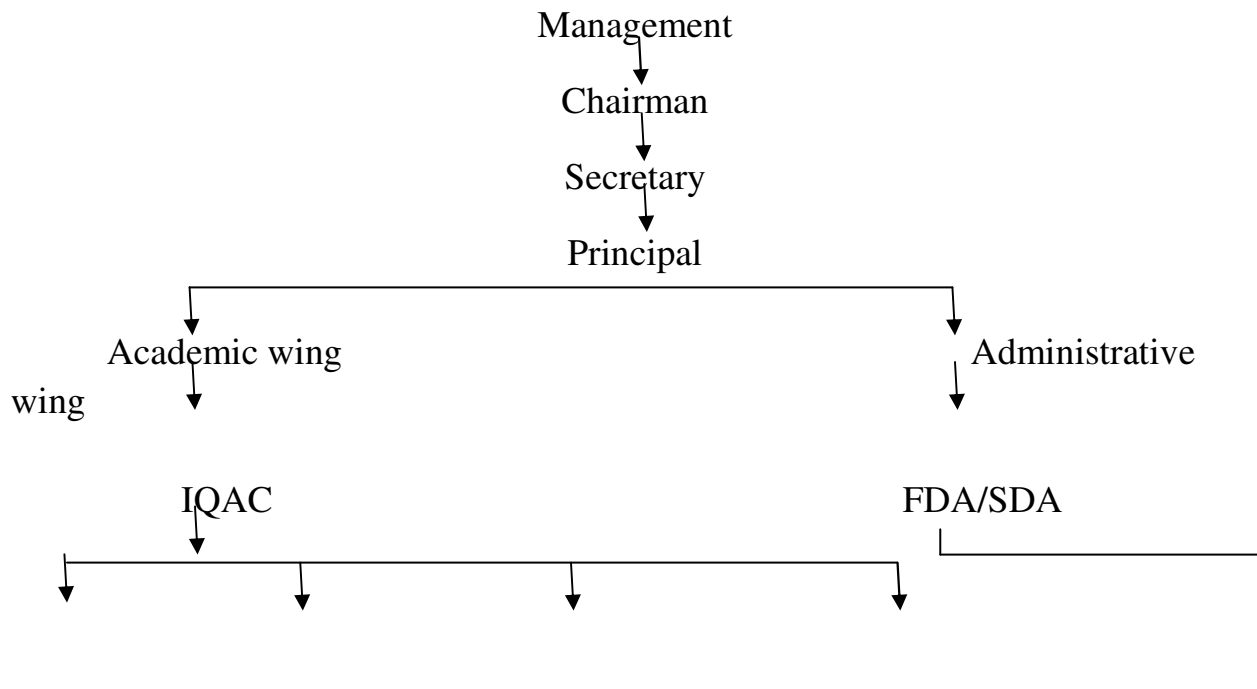 Management
Chairman
Secretary
Principal
Academic wing Administrative
wing
IQAC FDA/SDA